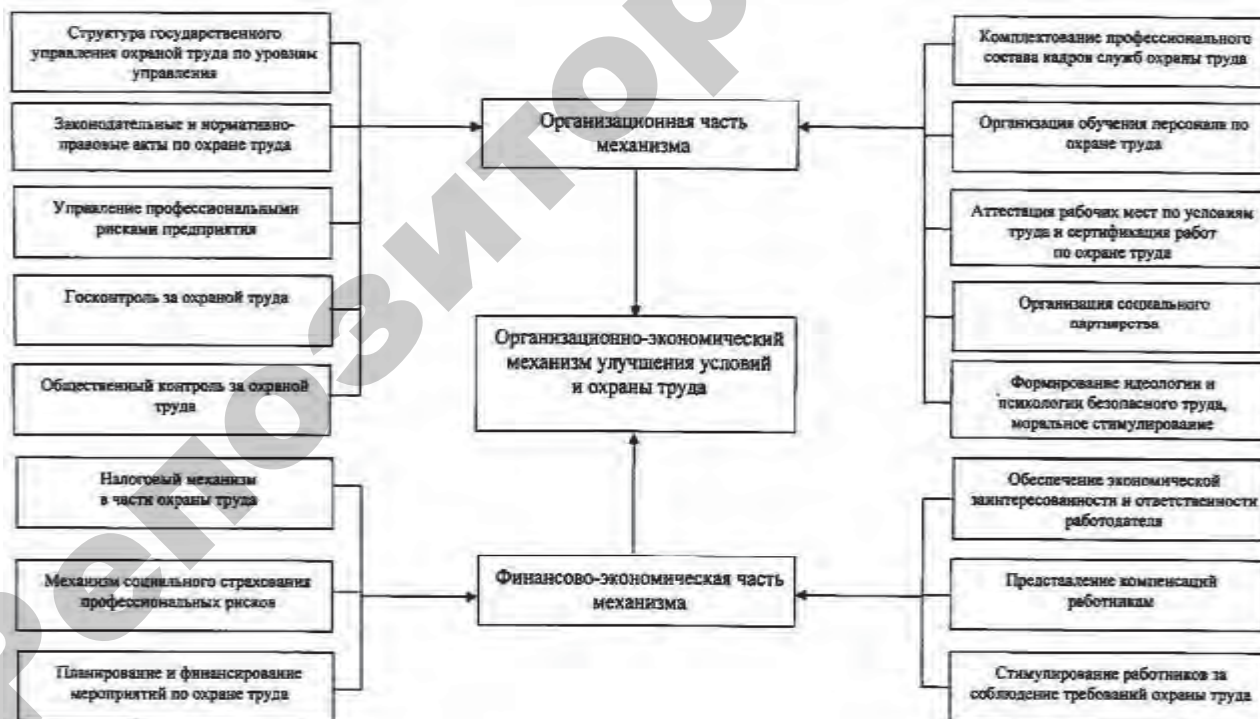 Структура государственного
управления охраной труда по уровням
управления
Законодательные и нормативно-
правовые акты по охране труда
Управление профессиональными
рисками предприятия
Госконтроль за охраной труда
Общественный контроль за охраной
труда
Налоговый механизм
в части охраны труда
Механизм социального страхования
профессиональных рисков
Планирование и финансирование
мероприятий по охране труда
Организационная часть
механизма
Организационно-экономический
механизм улучшения условий
и охраны труда
Финансово-экономическая часть
механизма
Комплектование профессионального
состава кадров служб охраны труда
Организация обучения персонала по
охране труда
Аттестация рабочих мест по условиям
труда и сертификация работ
по охране труда
Организация социального
партнерства
Формирование идеологии и
психологии безопасного труда,
моральное стимулирование
Обеспечение экономической
заинтересованности и ответственности
работодателя
Представление компенсаций
работникам
Стимулирование работников за
соблюдение требований охраны труда
Репозитор